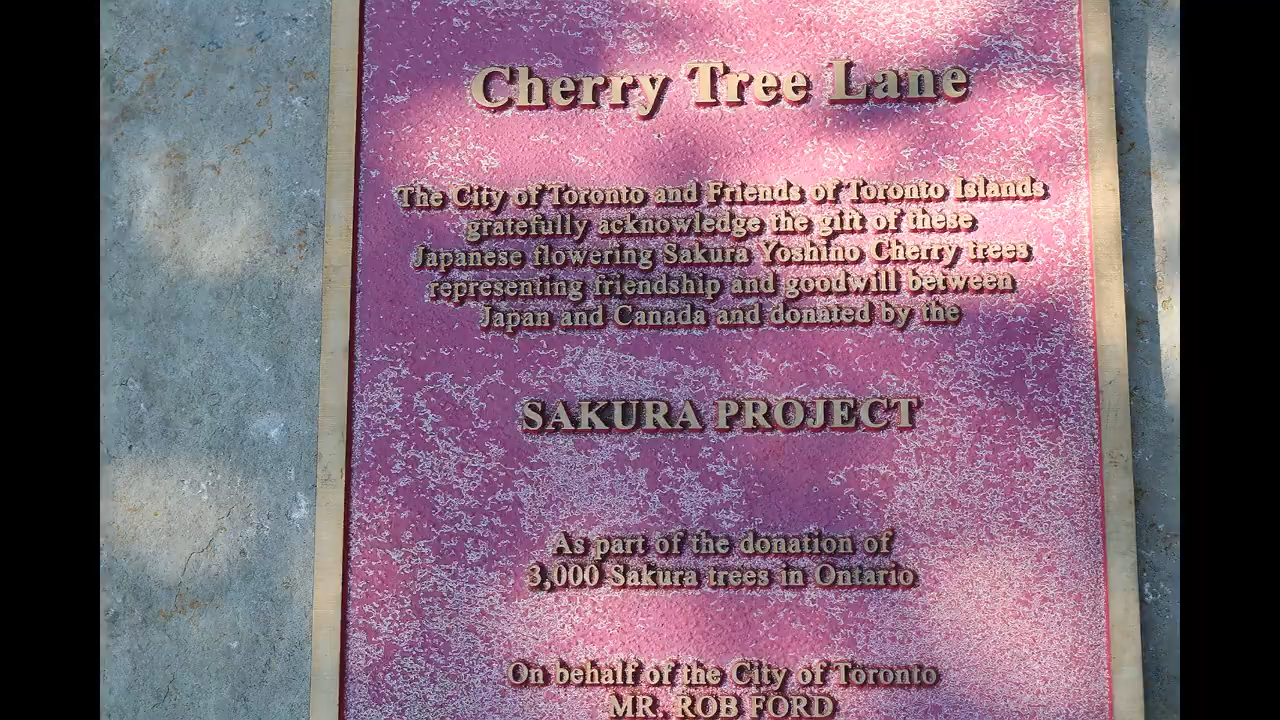 Cherry Tree Lane
The City of Toronto and Friends of Toronto Islands
gratefully acknowledge the gift of these
Japanese flowering Sakura Yoshino Cherry trees
representing friendship and goodwill between
Japan and Canada and donated by the
SAKURA PROJECT
As part of the donation of
3,000 Sakura trees in Ontario
On behalf of the City of Toronto
MR. ROB FORD